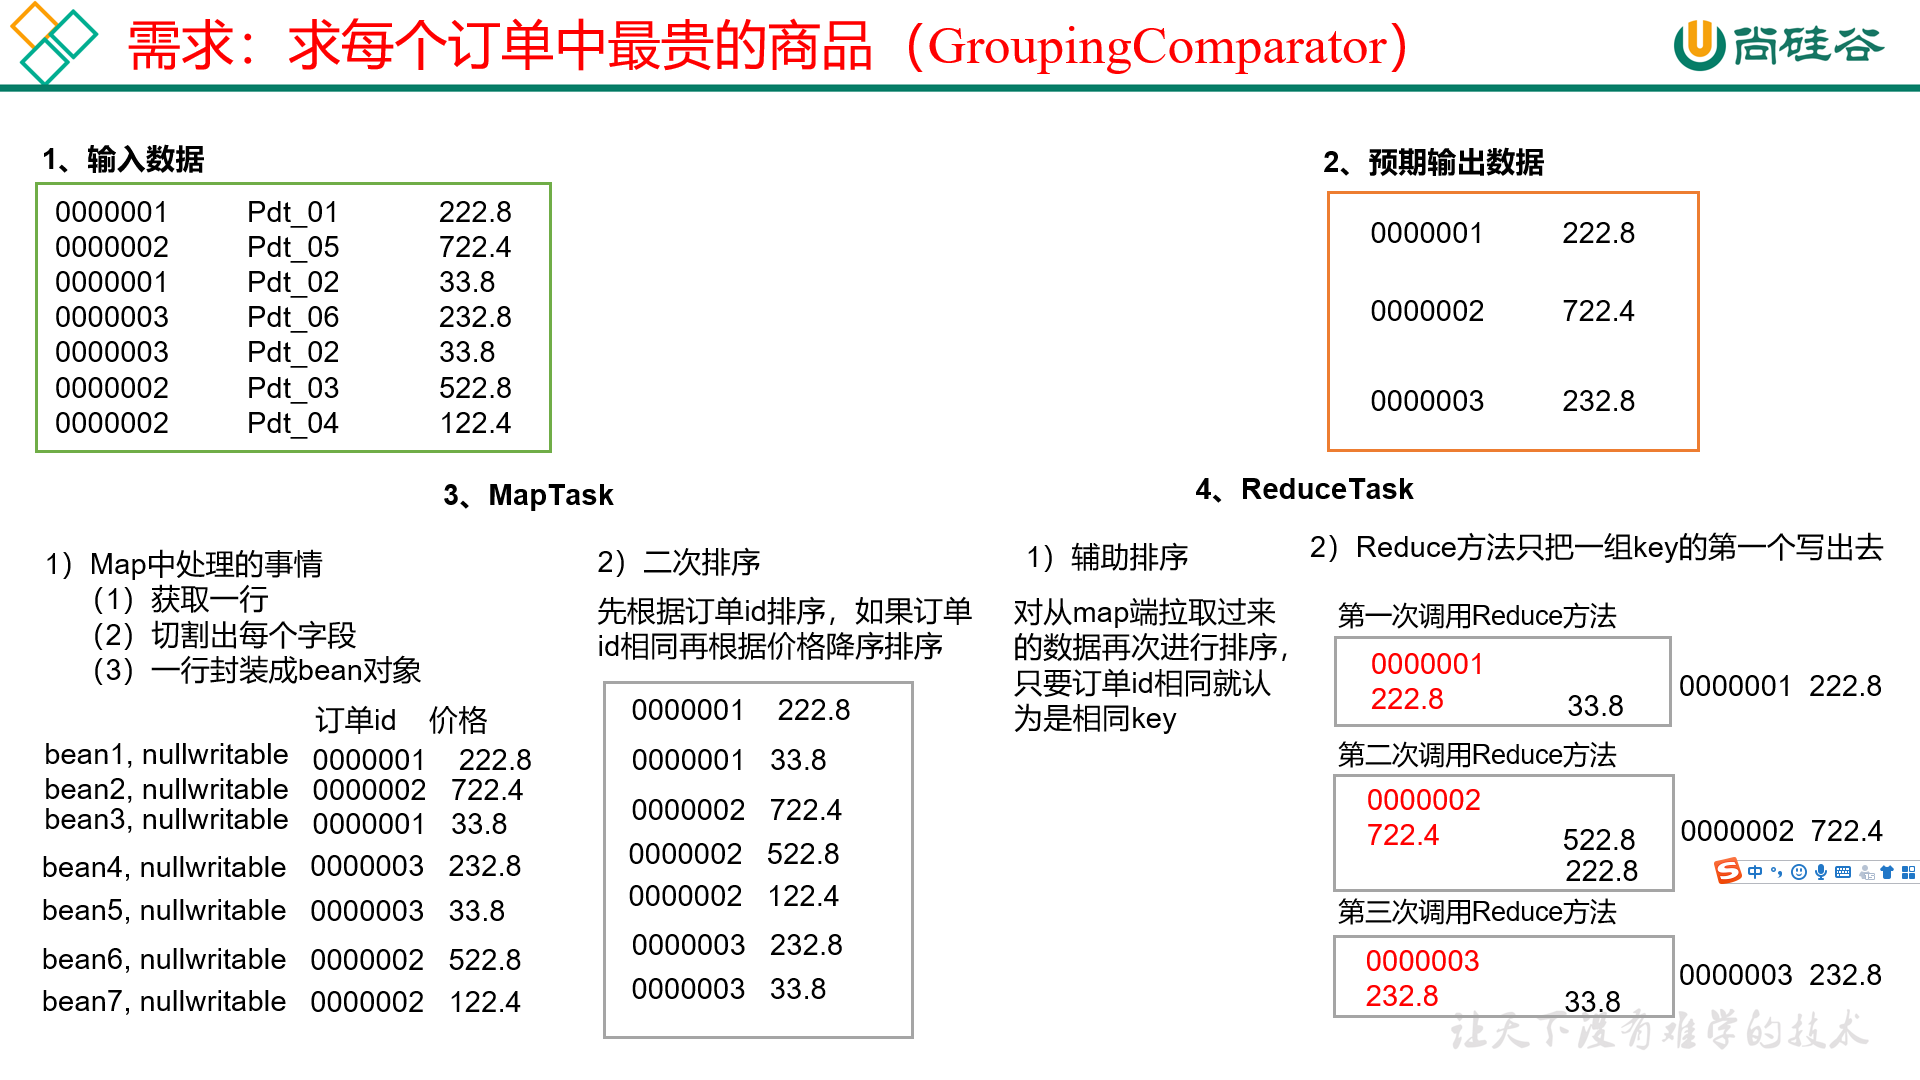 需求：求每个订单中最贵的商品（GroupingComparator）
尚硅谷
1、输入数据
0000001 Pdt_01 222.8
0000002 Pdt_05 722.4
0000001 Pdt_02 33.8
0000003 Pdt_06 232.8
0000003 Pdt_02 33.8
0000002 Pdt_03 522.8
0000002 Pdt_04 122.4
2、预期输出数据
0000001 222.8
0000002 722.4
0000003 232.8
3、MapTask
1）Map中处理的事情
（1）获取一行
（2）切割出每个字段
（3）一行封装成bean对象
订单id 价格
bean1, nullwritable 0000001 222.8
bean2, nullwritable 0000002 722.4
bean3, nullwritable 0000001 33.8
bean4, nullwritable 0000003 232.8
bean5, nullwritable 0000003 33.8
bean6, nullwritable 0000002 522.8
bean7, nullwritable 0000002 122.4
2）二次排序
先根据订单id排序，如果订单
id相同再根据价格降序排序
0000001 222.8
0000001 33.8
0000002 722.4
0000002 522.8
0000002 122.4
0000003 232.8
0000003 33.8
4、ReduceTask
1）辅助排序
对从map端拉取过来
的数据再次进行排序，
只要订单id相同就认
为是相同key
2）Reduce方法只把一组key的第一个写出去
第一次调用Reduce方法
0000001
222.8 33.8
0000001 222.8
第二次调用Reduce方法
0000002
722.4 522.8
222.8
0000002 722.4
中
第三次调用Reduce方法
0000003
232.8 33.8
0000003 232.8
让天下没有难学的技术